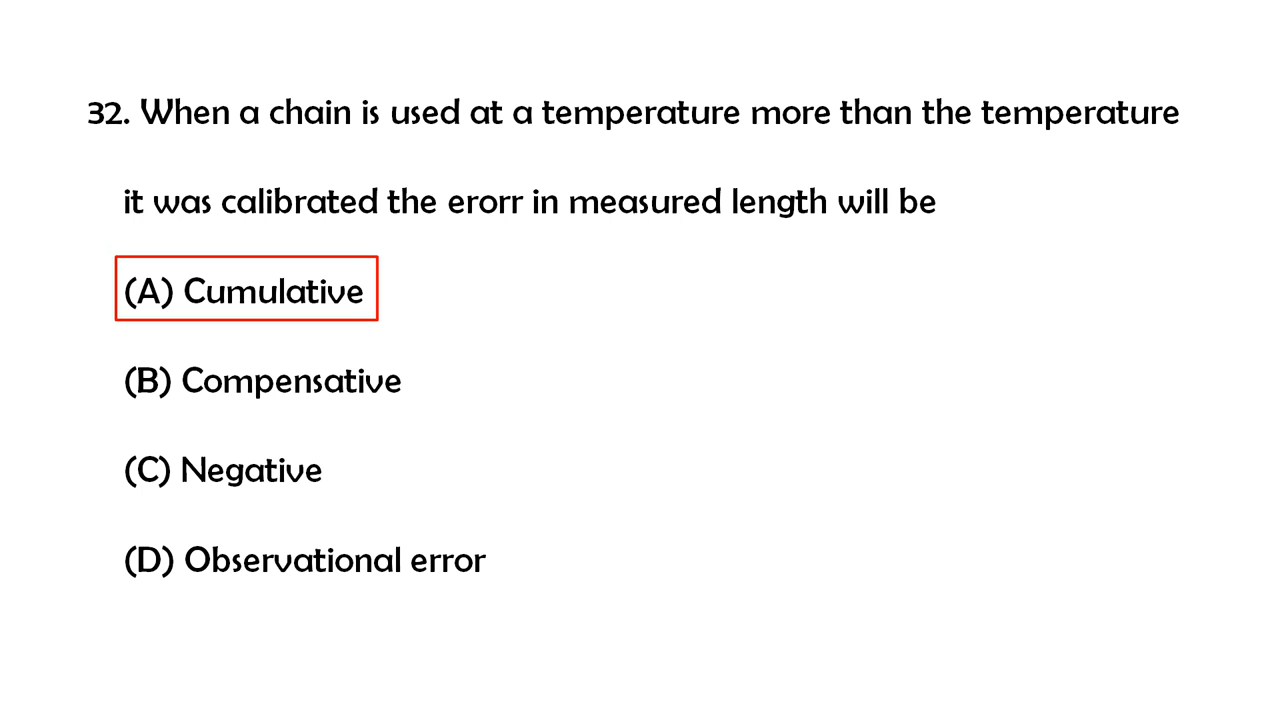 32. When a chain is used at a temperature more than the temperature
it was calibrated the erorr in measured length will be
(A) Cumulative
(B) Compensative
(C) Negative
(D) Observational error